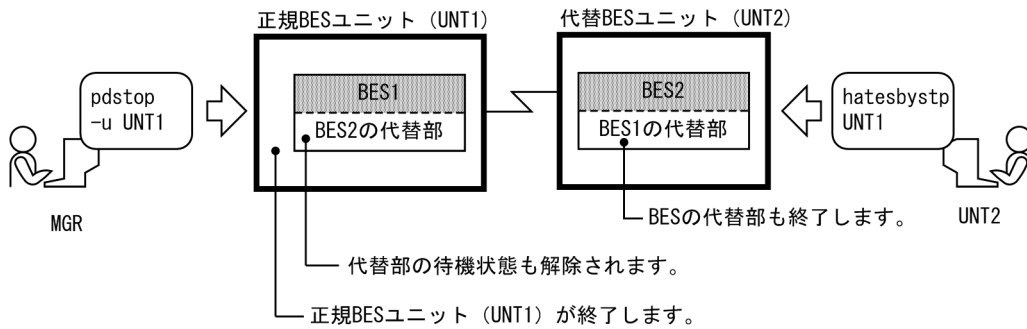 正規BESユニット（UNT1）
代替BESユニット（UNT2）
pdstop
-u UNT1
BES1
BES2の代替部
BES2
BES1の代替部
hatesbystp
UNT1
MGR
UNT2
BESの代替部も終了します。
代替部の待機状態も解除されます。
正規BESユニット（UNT1）が終了します。